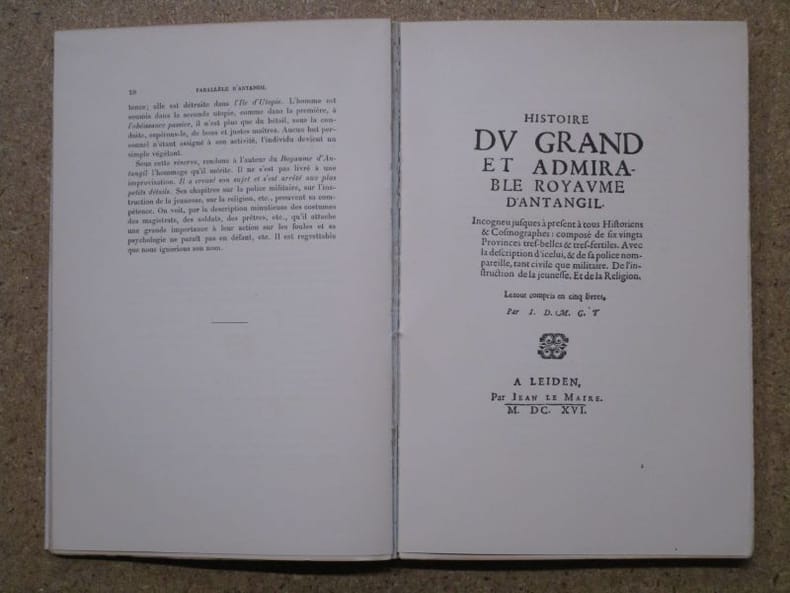 20 PARALLÈLE D'ANTANGIL
tence; elle est détruite dans l'Ile d'Utopie. L'homme est
soumis dans la seconde utopie, comme dans la première, à
l'obéissance passive, il n'est plus que du bétail, sous la con-
duite, espérons-le, de bons et justes maîtres. Aucun but per-
sonnel n'étant assigné à son activité, l'individu devient un
simple végétant.
Sous cette réserve, rendons à l'auteur du Royaume d'An-
tangil l'hommage qu'il mérite. Il ne s'est pas livré à une
improvisation. Il a creusé son sujet et s'est arrêté aux plus
petits détails. Ses chapitres sur la police militaire, sur l'ins-
truction de la jeunesse, sur la religion, etc., prouvent sa com-
pétence. On voit, par la description minutieuse des costumes
des magistrats, des soldats, des prêtres, etc., qu'il attache
une grande importance à leur action sur les foules et sa
psychologie ne paraît pas en défaut, etc. Il est regrettable
que nous ignorions son nom.
HISTOIRE
DV GRAND
ET ADMIRA-
BLE ROYAVME
D'ANTANGIL.
Incogneu jusques à present à tous Historiens
& Cosmographes: composé de six vingts
Provinces tres-belles & tres-fertiles. Avec
la description d'icelui, & de sa police nom-
pareille, tant civile que militaire. De l'in-
struction de la jeunesse. Et de la Religion.
Le tout compris en cinq livres,
Par I. D. M. G. T
A LEIDEN,
Par JEAN LE MAIRE.
M. DC. XVI.